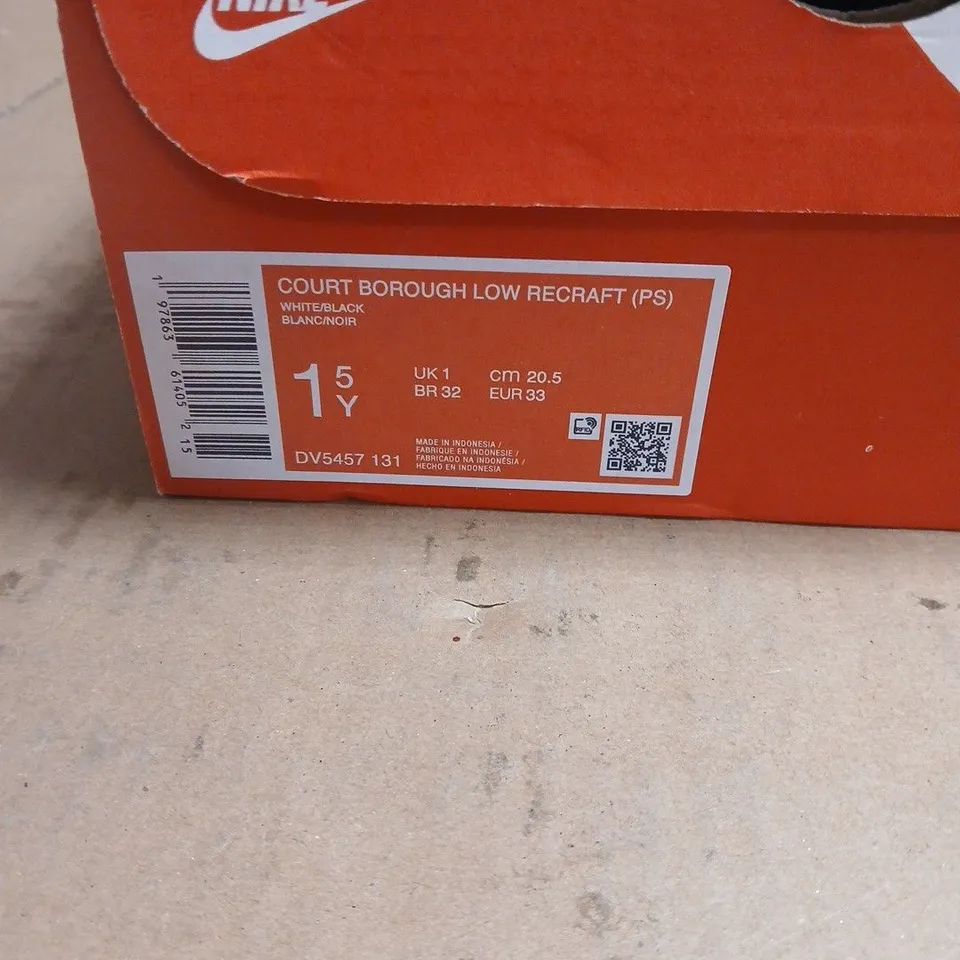 NIKE
COURT BOROUGH LOW RECRAFT (PS)
WHITE/BLACK
BLANC/NOIR
1 5 Y
UK 1 cm 20.5
BR 32 EUR 33
RFID
DV5457 131
MADE IN INDONESIA /
FABRIQUE EN INDONESIE /
FABRICADO NA INDONÉSIA /
HECHO EN INDONESIA
1 97863 61405 2 15